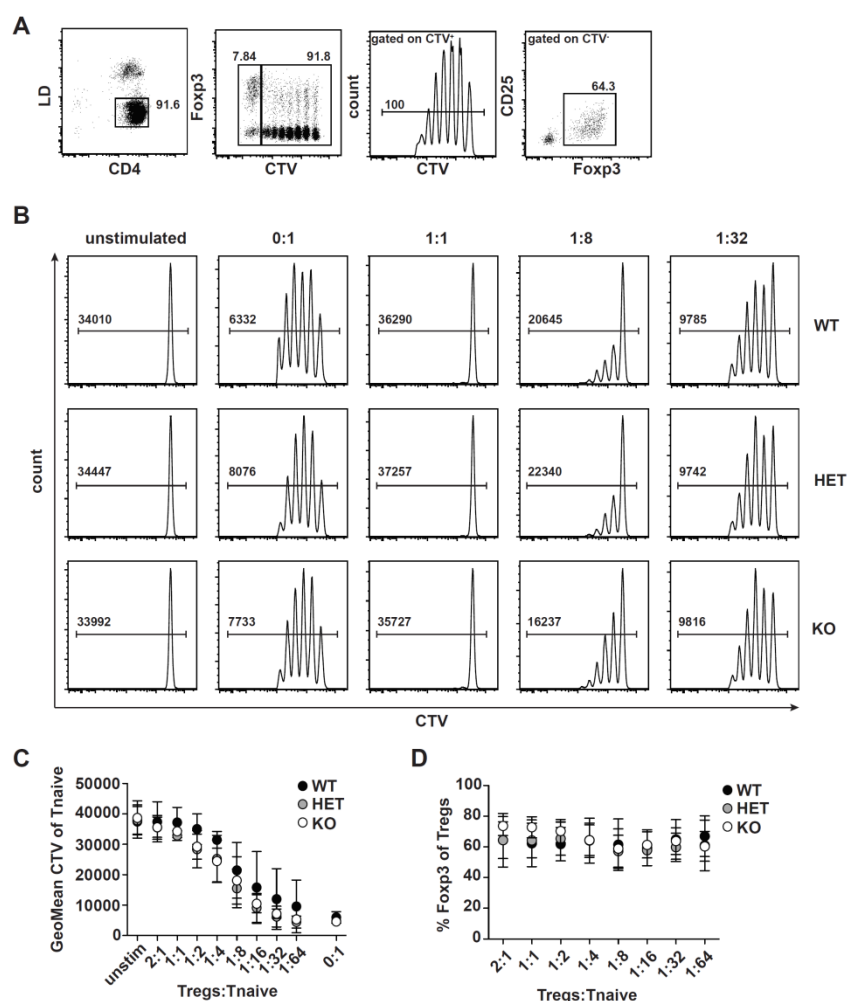 A
LD
91.6
CD4
Foxp3
7.84
91.8
CTV
gated on CTV+
count
100
CTV
gated on CTV-
CD25
64.3
Foxp3
B
unstimulated
0:1
1:1
1:8
1:32
34010
6332
36290
20645
9785
WT
34447
8076
37257
22340
9742
HET
33992
7733
35727
16237
9816
KO
count
CTV
C
GeoMean CTV of Tnaive
50000
40000
30000
20000
10000
0
WT
HET
KO
unstim
2:1
1:1
1:2
1:4
1:8
1:16
1:32
1:64
0:1
Tregs:Tnaive
D
% Foxp3 of Tregs
100
80
60
40
20
0
WT
HET
KO
2:1
1:1
1:2
1:4
1:8
1:16
1:32
1:64
Tregs:Tnaive